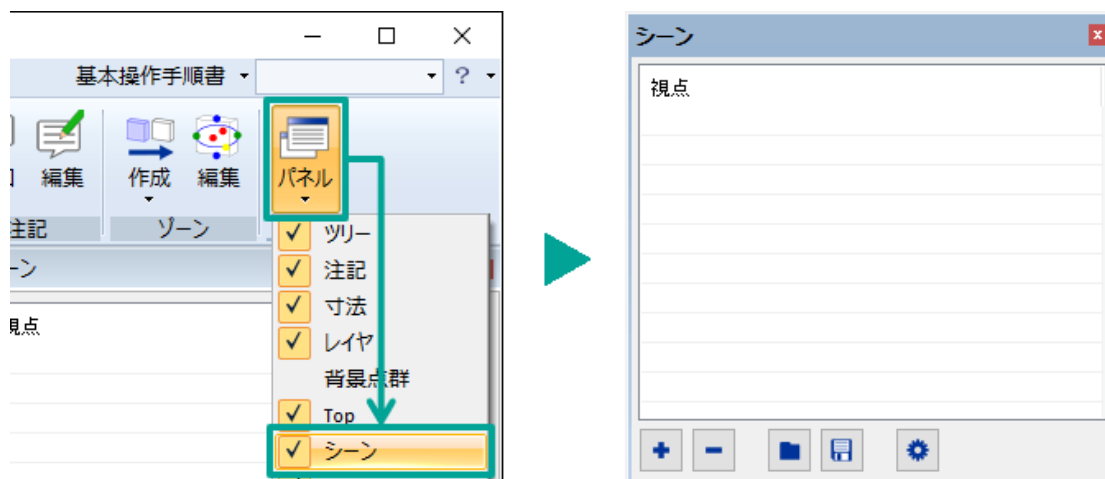 基本操作手順書
?
編集
作成
編集
パネル
注記
ゾーン
ツリー
注記
寸法
レイヤ
背景点群
Top
シーン
ーン
視点
シーン
視点